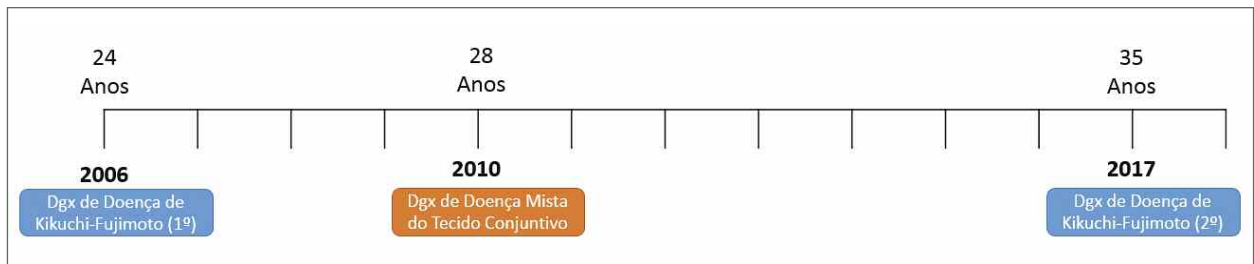 24
Anos
28
Anos
35
Anos
2006
2010
2017
Dgx de Doença de
Kikuchi-Fujimoto (1º)
Dgx de Doença Mista
do Tecido Conjuntivo
Dgx de Doença de
Kikuchi-Fujimoto (2º)